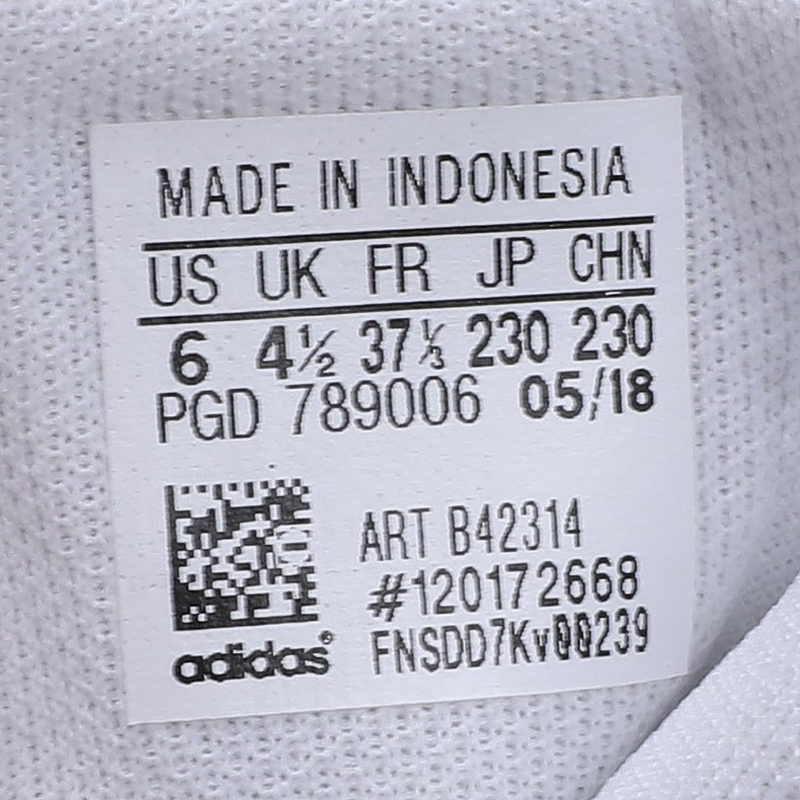 MADE IN INDONESIA
US UK FR JP CHN
6 4½ 37⅓ 230 230
PGD 789006 05/18
ART B42314
#120172668
FNSDD7Kv00239
adidas®